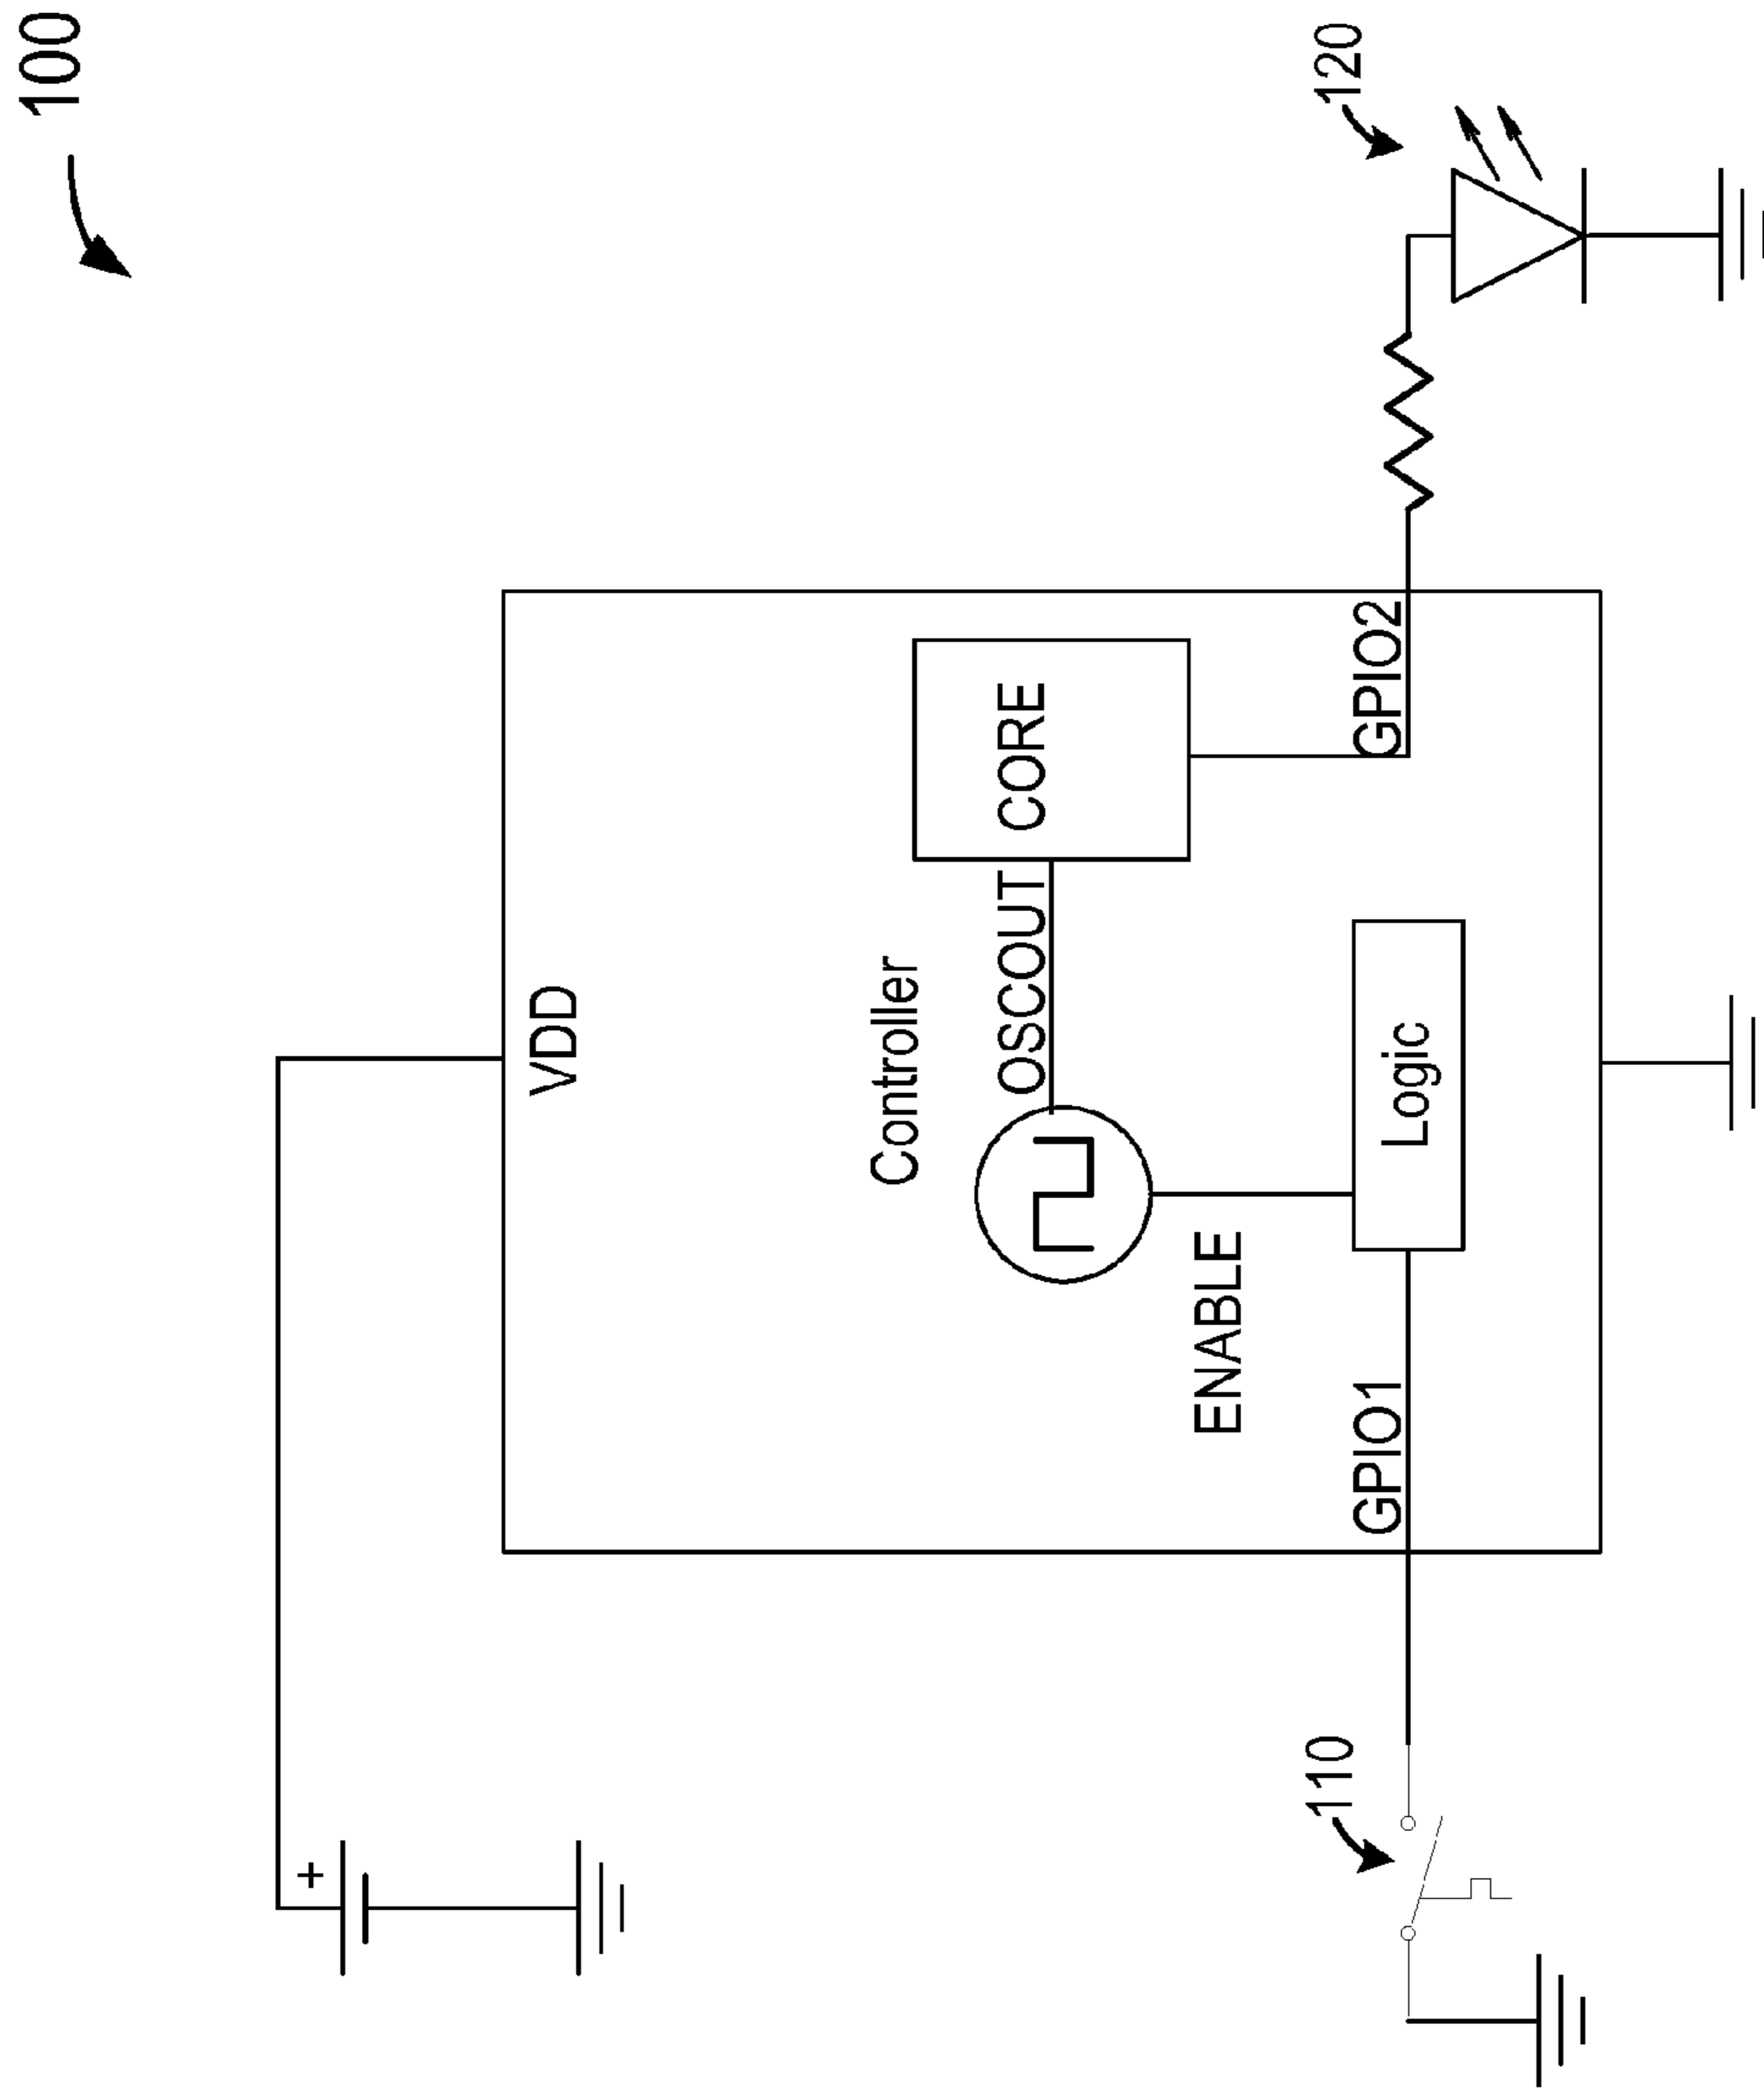 100
+
VDD
Controller
OSCOUT
CORE
ENABLE
Logic
GPIO1
GPIO2
110
120